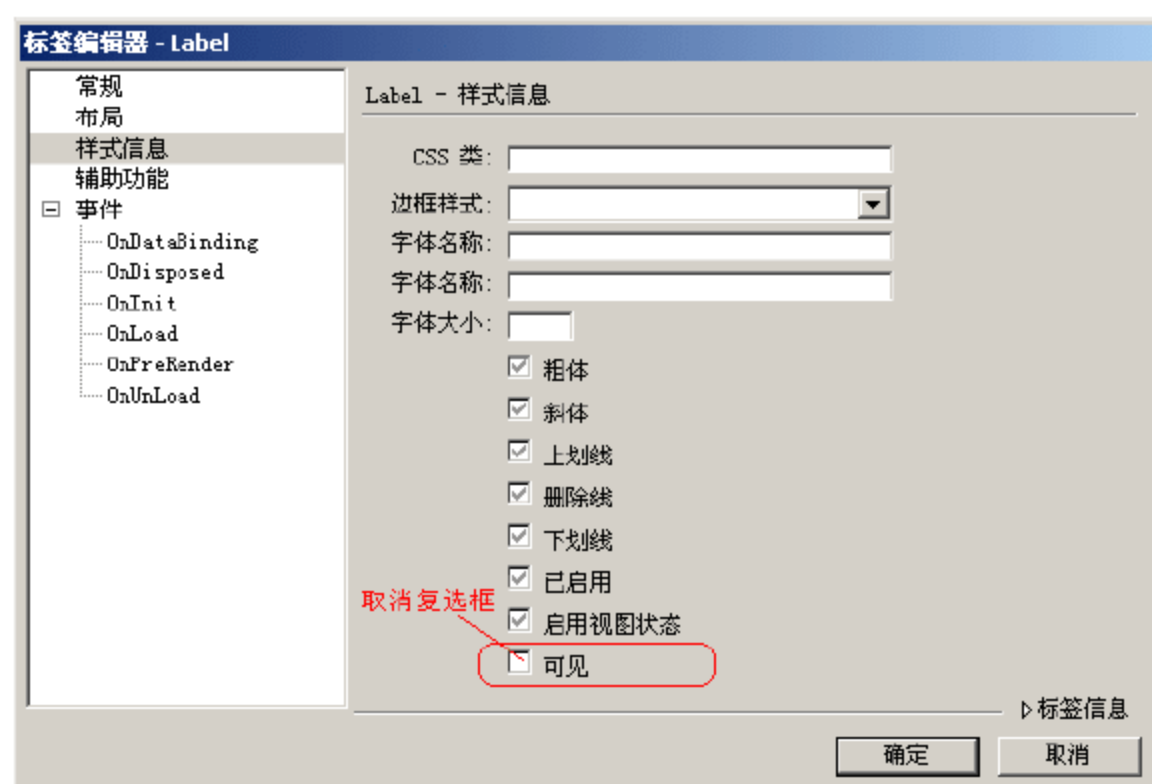 标签编辑器 - Label
常规
布局
样式信息
辅助功能
事件
OnDataBinding
OnDisposed
OnInit
OnLoad
OnPreRender
OnUnLoad
Label - 样式信息
CSS 类:
边框样式:
字体名称:
字体名称:
字体大小:
粗体
斜体
上划线
删除线
下划线
已启用
启用视图状态
可见
取消复选框
标签信息
确定
取消